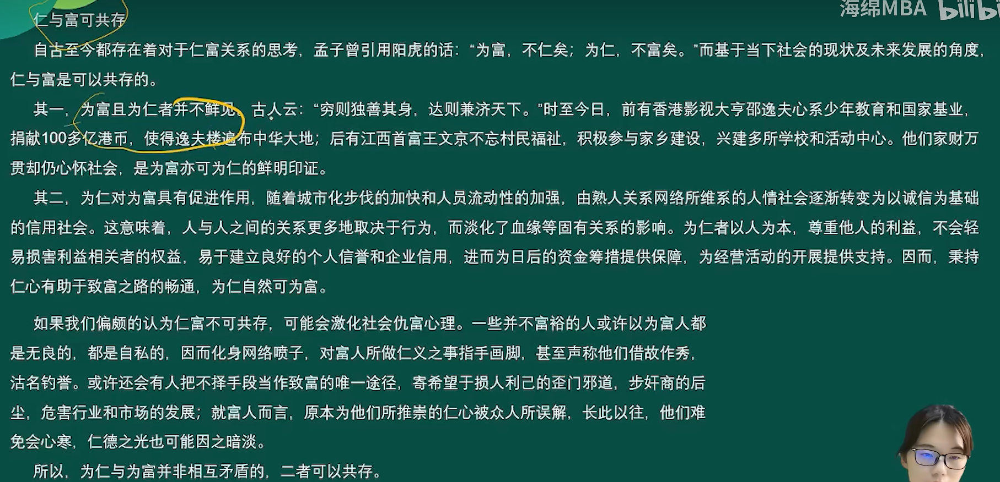 海绵MBA bilibi
仁与富可共存
自古至今都存在着对于仁富关系的思考，孟子曾引用阳虎的话：“为富，不仁矣；为仁，不富矣。”而基于当下社会的现状及未来发展的角度，
仁与富是可以共存的。
其一，为富且为仁者并不鲜见。古人云：“穷则独善其身，达则兼济天下。”时至今日，前有香港影视大亨邵逸夫心系少年教育和国家基业，
捐献100多亿港币，使得逸夫楼遍布中华大地；后有江西首富王文京不忘村民福祉，积极参与家乡建设，兴建多所学校和活动中心。他们家财万
贯却仍心怀社会，是为富亦可为仁的鲜明印证。
其二，为仁对为富具有促进作用，随着城市化步伐的加快和人员流动性的加强，由熟人关系网络所维系的人情社会逐渐转变为以诚信为基础
的信用社会。这意味着，人与人之间的关系更多地取决于行为，而淡化了血缘等固有关系的影响。为仁者以人为本，尊重他人的利益，不会轻
易损害利益相关者的权益，易于建立良好的个人信誉和企业信用，进而为日后的资金筹措提供保障，为经营活动的开展提供支持。因而，秉持
仁心有助于致富之路的畅通，为仁自然可为富。
如果我们偏颇的认为仁富不可共存，可能会激化社会仇富心理。一些并不富裕的人或许以为富人都
是无良的，都是自私的，因而化身网络喷子，对富人所做仁义之事指手画脚，甚至声称他们借故作秀，
沽名钓誉。或许还会有人把不择手段当作致富的唯一途径，寄希望于损人利己的歪门邪道，步奸商的后
尘，危害行业和市场的发展；就富人而言，原本为他们所推崇的仁心被众人所误解，长此以往，他们难
免会心寒，仁德之光也可能因之暗淡。
所以，为仁与为富并非相互矛盾的，二者可以共存。